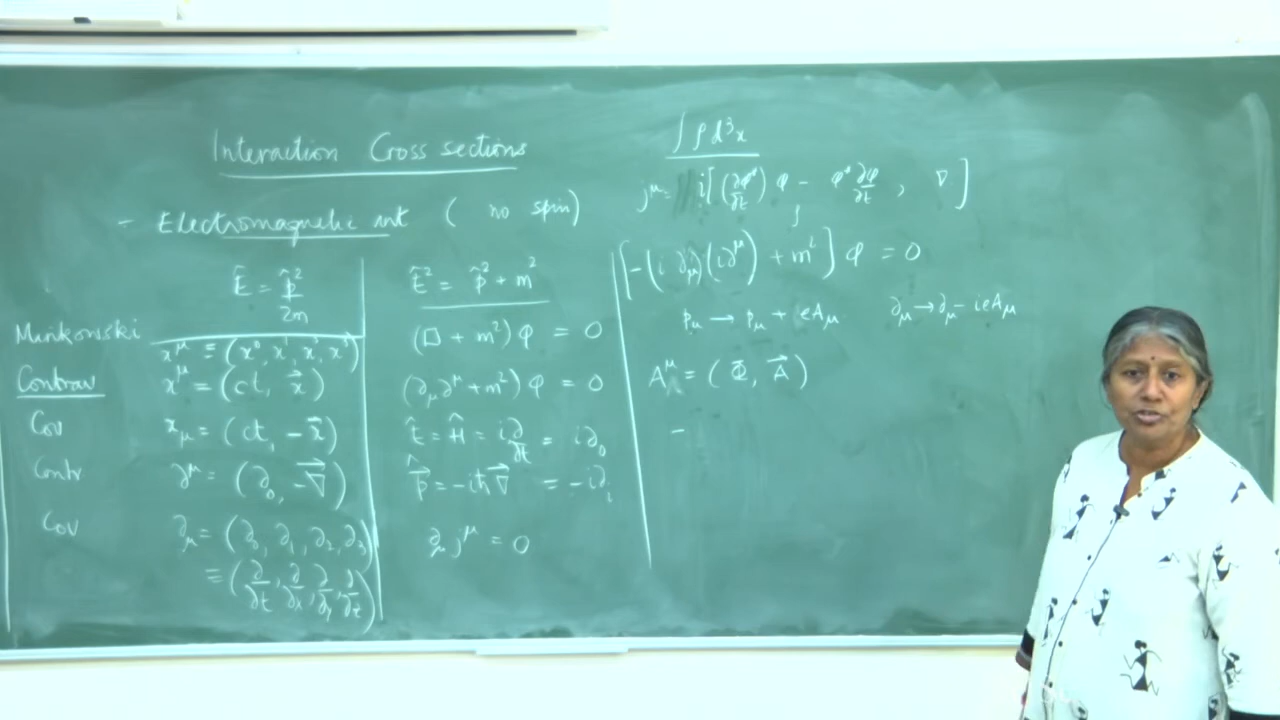 Interaction Cross sections
- Electromagnetic int ( no spin)
Ê = p̂²/2m
Minkowski
x^μ ≡ (x⁰, x¹, x², x³)
Contrav x^μ = (ct, x⃗)
Cov x_μ = (ct, -x⃗)
Contr ∂^μ = (∂₀, -∇⃗)
Cov ∂_μ = (∂₀, ∂₁, ∂₂, ∂₃)
≡ (∂/∂t, ∂/∂x, ∂/∂y, ∂/∂z)
Ê² = p̂² + m²
(□ + m²) φ = 0
(∂_μ ∂^μ + m²) φ = 0
Ê = Ĥ = i∂/∂t = i∂₀
p̂⃗ = -iħ∇⃗ = -i∂_i
∂_μ j^μ = 0
∫ρ d³x
j^μ = i[(∂φ*/∂t) φ - φ* ∂φ/∂t , ∇ ]
[-(i ∂_μ)(i∂^μ) + m²] φ = 0
p_μ → p_μ + eA_μ ∂_μ → ∂_μ - ieA_μ
A^μ = (Φ, A⃗)
-